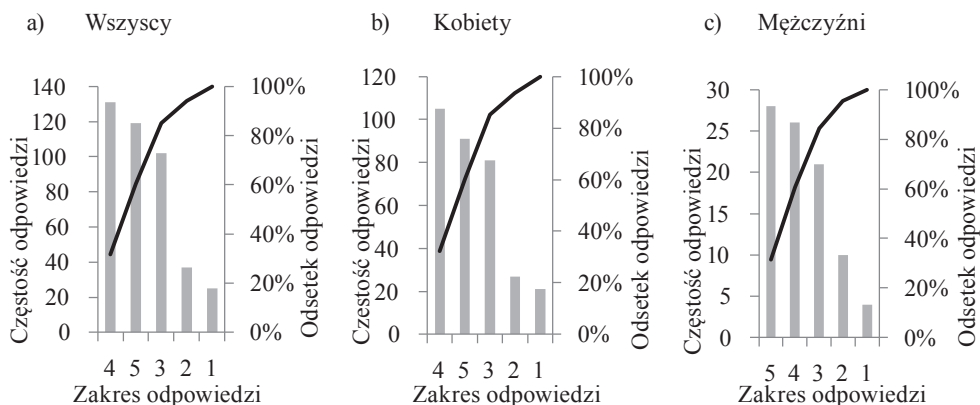 a) Wszyscy
Częstość odpowiedzi
140
120
100
80
60
40
20
0
100%
80%
60%
40%
20%
0%
Odsetek odpowiedzi
4 5 3 2 1
Zakres odpowiedzi
b) Kobiety
Częstość odpowiedzi
120
100
80
60
40
20
0
100%
80%
60%
40%
20%
0%
Odsetek odpowiedzi
4 5 3 2 1
Zakres odpowiedzi
c) Mężczyźni
Częstość odpowiedzi
30
25
20
15
10
5
0
100%
80%
60%
40%
20%
0%
Odsetek odpowiedzi
5 4 3 2 1
Zakres odpowiedzi